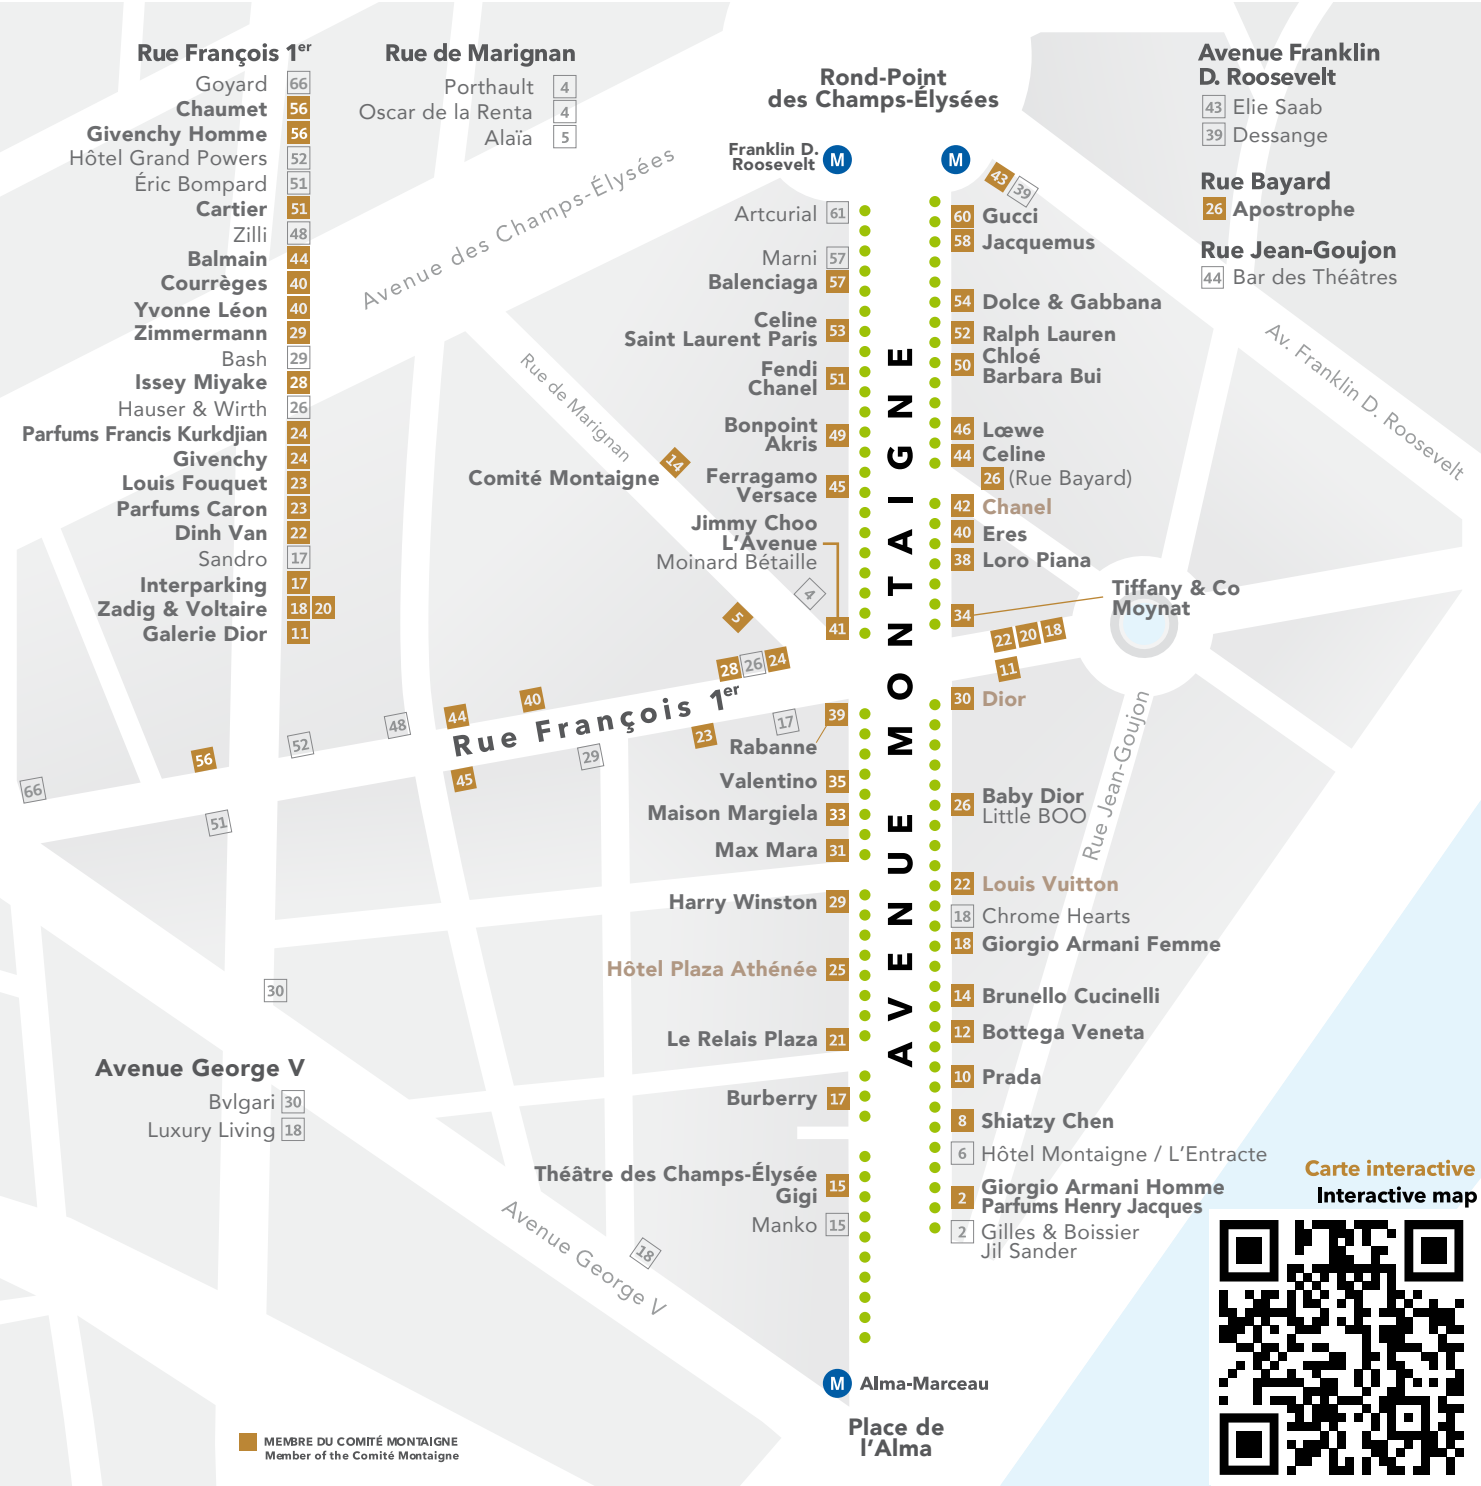 Rue François 1er
Goyard 66
Chaumet 56
Givenchy Homme 56
Hôtel Grand Powers 52
Éric Bompard 51
Cartier 51
Zilli 48
Balmain 44
Courrèges 40
Yvonne Léon 40
Zimmermann 29
Bash 29
Issey Miyake 28
Hauser & Wirth 26
Parfums Francis Kurkdjian 24
Givenchy 24
Louis Fouquet 23
Parfums Caron 23
Dinh Van 22
Sandro 17
Interparking 17
Zadig & Voltaire 18 20
Galerie Dior 11
Rue de Marignan
Porthault 4
Oscar de la Renta 4
Alaïa 5
Rond-Point
des Champs-Élysées
Franklin D.
Roosevelt M
M
43 39
Avenue Franklin
D. Roosevelt
43 Elie Saab
39 Dessange
Rue Bayard
26 Apostrophe
Rue Jean-Goujon
44 Bar des Théâtres
Avenue des Champs-Élysées
Rue de Marignan
Av. Franklin D. Roosevelt
Artcurial 61
Marni 57
Balenciaga 57
Celine
Saint Laurent Paris 53
Fendi
Chanel 51
Bonpoint
Akris 49
Comité Montaigne 14
Ferragamo
Versace 45
Jimmy Choo
L'Avenue
Moinard Bétaille
41
4
5
28 26 24
40
44
48
52
56
66
51
45
29
23
17
Rue François 1er
39
Rabanne
Valentino 35
Maison Margiela 33
Max Mara 31
Harry Winston 29
Hôtel Plaza Athénée 25
Le Relais Plaza 21
Burberry 17
Théâtre des Champs-Élysée
Gigi 15
Manko 15
AVENUE MONTAIGNE
60 Gucci
58 Jacquemus
54 Dolce & Gabbana
52 Ralph Lauren
50 Chloé
Barbara Bui
46 Lœwe
44 Celine
26 (Rue Bayard)
42 Chanel
40 Eres
38 Loro Piana
34
Tiffany & Co
Moynat
22 20 18
11
30 Dior
26 Baby Dior
Little BOO
22 Louis Vuitton
18 Chrome Hearts
18 Giorgio Armani Femme
14 Brunello Cucinelli
12 Bottega Veneta
10 Prada
8 Shiatzy Chen
6 Hôtel Montaigne / L'Entracte
2 Giorgio Armani Homme
Parfums Henry Jacques
2 Gilles & Boissier
Jil Sander
Rue Jean-Goujon
30
Avenue George V
Bvlgari 30
Luxury Living 18
Avenue George V
18
M Alma-Marceau
Place de
l'Alma
MEMBRE DU COMITÉ MONTAIGNE
Member of the Comité Montaigne
Carte interactive
Interactive map